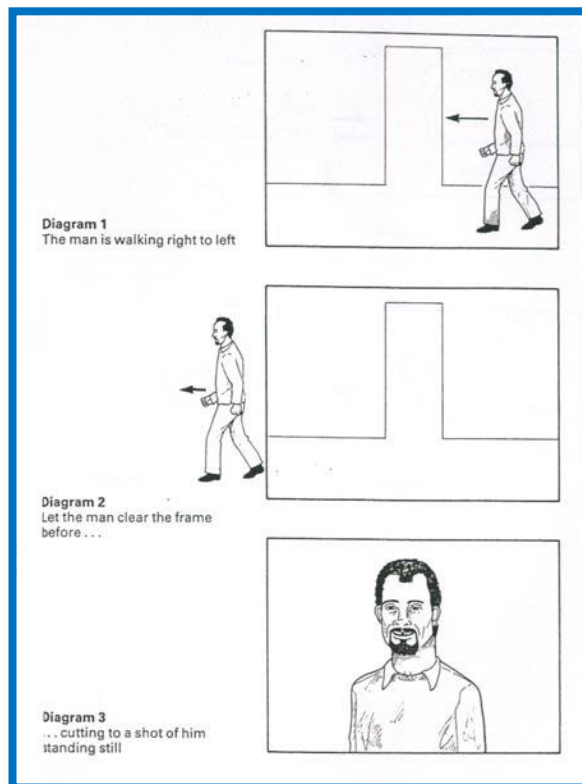 Diagram 1
The man is walking right to left
Diagram 2
Let the man clear the frame
before . . .
Diagram 3
. . . cutting to a shot of him
standing still